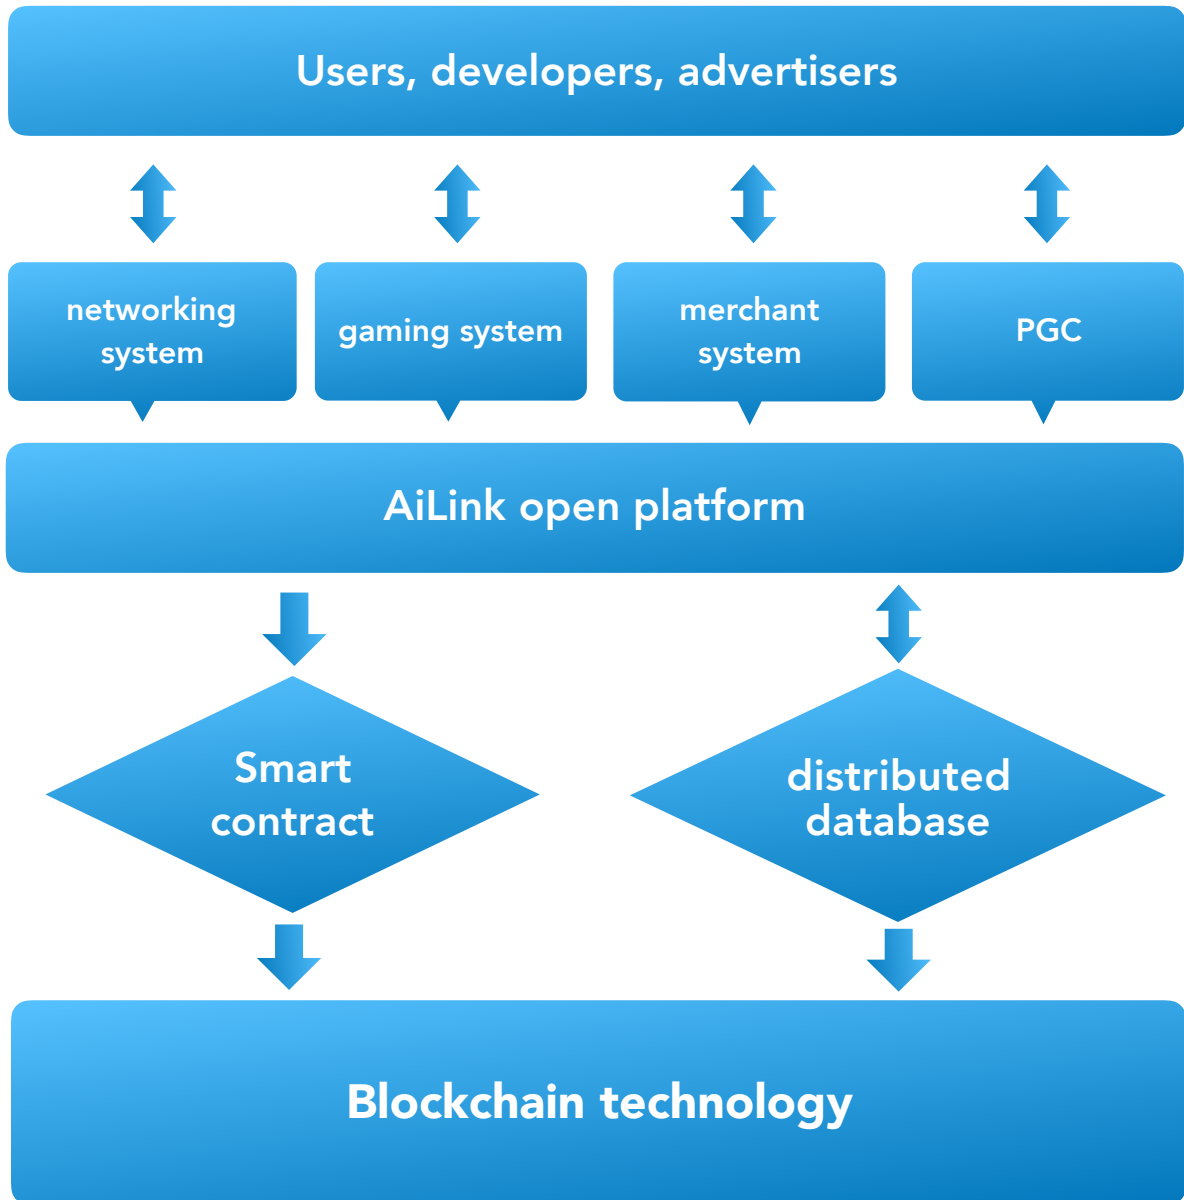 Users, developers, advertisers
networking
system
gaming system
merchant
system
PGC
AiLink open platform
Smart
contract
distributed
database
Blockchain technology